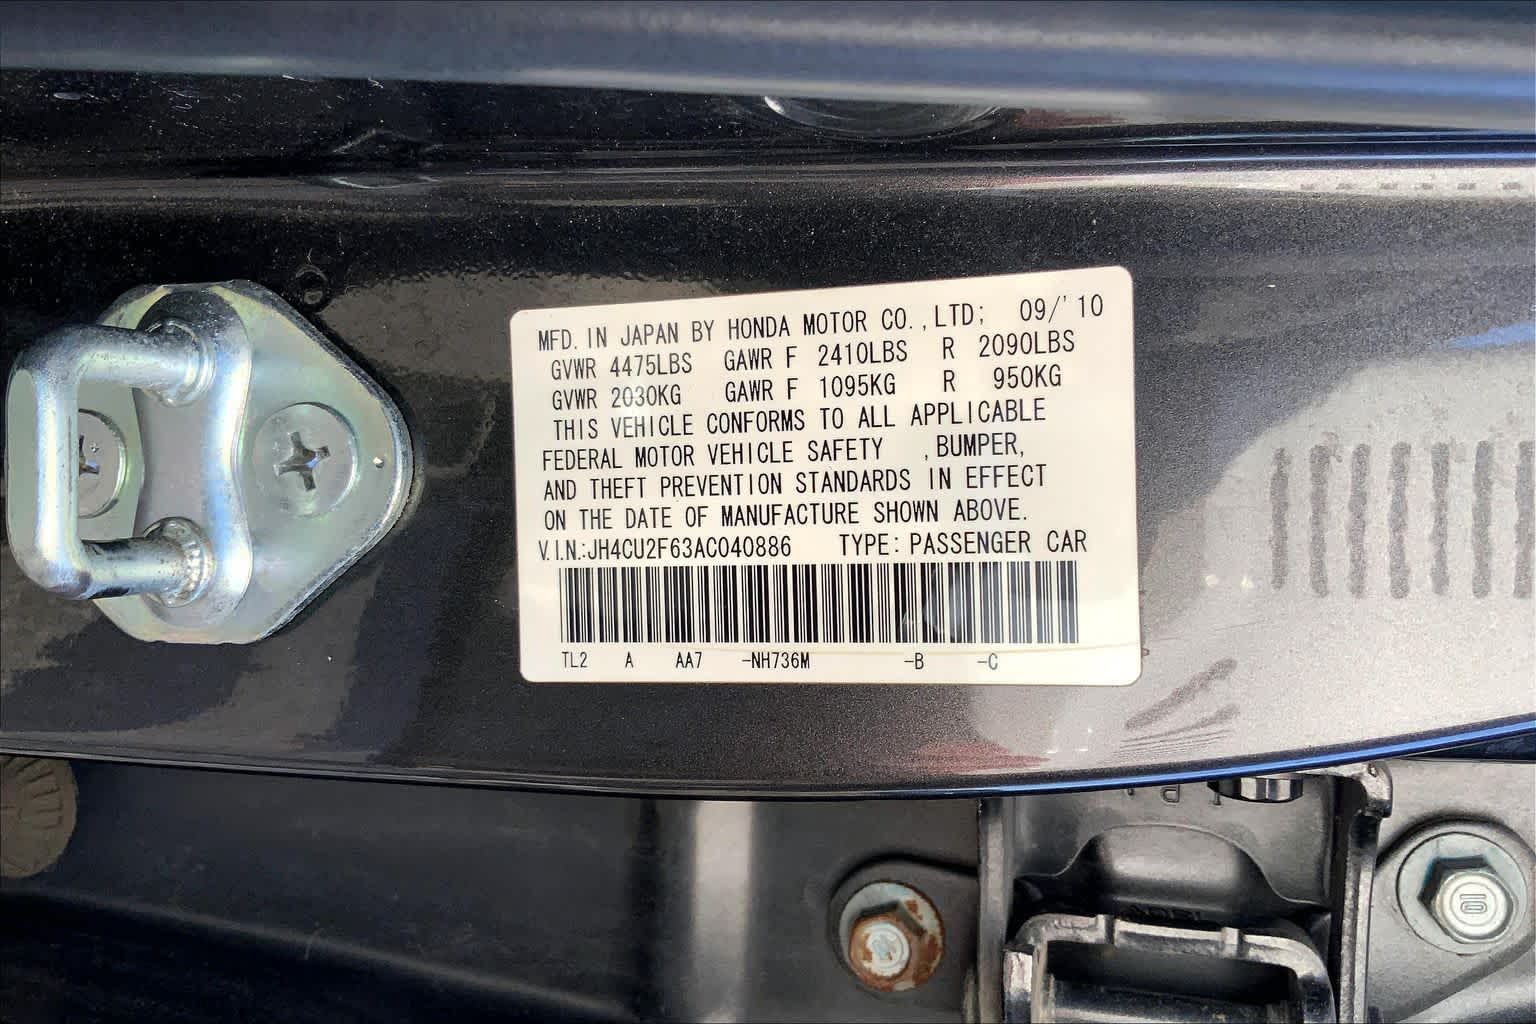 MFD. IN JAPAN BY HONDA MOTOR CO.,LTD; 09/'10
GVWR 4475LBS GAWR F 2410LBS R 2090LBS
GVWR 2030KG GAWR F 1095KG R 950KG
THIS VEHICLE CONFORMS TO ALL APPLICABLE
FEDERAL MOTOR VEHICLE SAFETY ,BUMPER,
AND THEFT PREVENTION STANDARDS IN EFFECT
ON THE DATE OF MANUFACTURE SHOWN ABOVE.
V.I.N.:JH4CU2F63AC040886 TYPE: PASSENGER CAR
TL2 A AA7 -NH736M -B -C